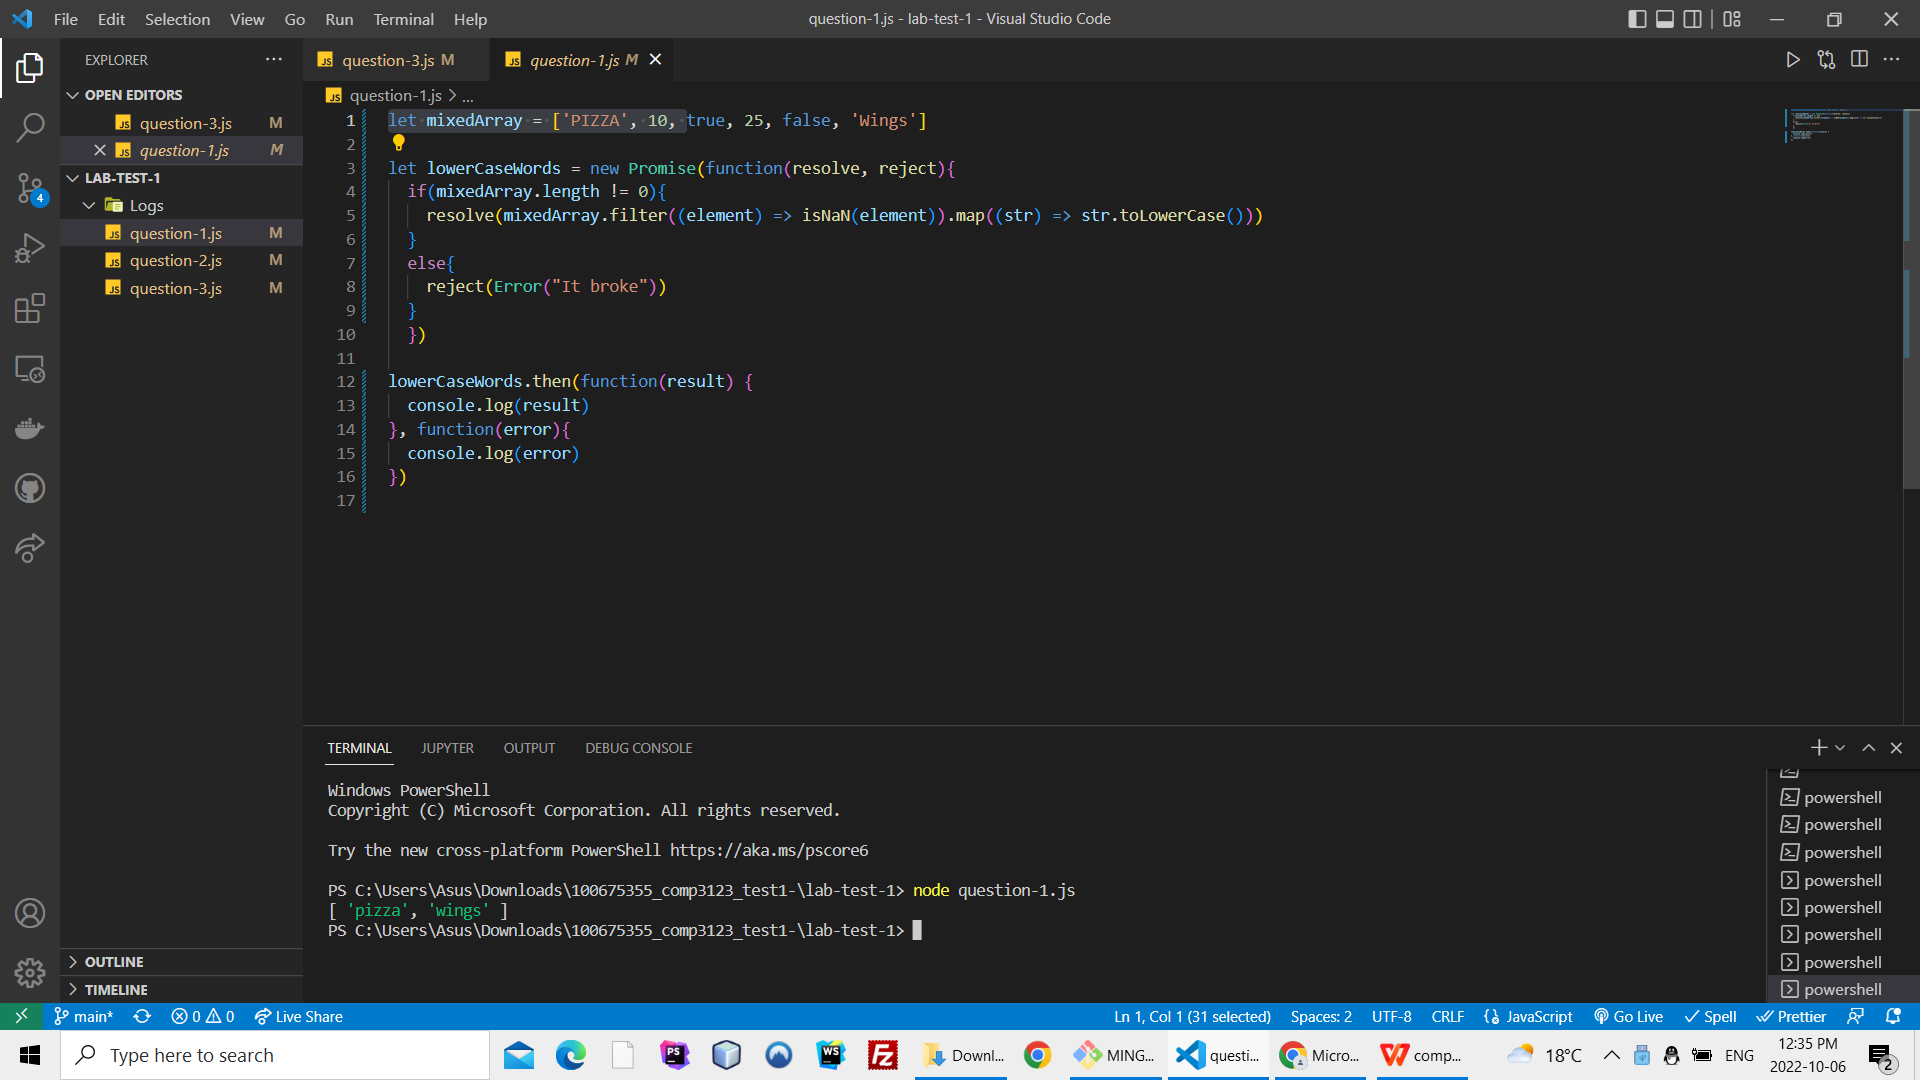 File Edit Selection View Go Run Terminal Help
question-1.js - lab-test-1 - Visual Studio Code
EXPLORER
OPEN EDITORS
question-3.js M
question-1.js M
LAB-TEST-1
Logs
question-1.js M
question-2.js M
question-3.js M
OUTLINE
TIMELINE
4
question-3.js M
question-1.js M
question-1.js > ...
1 let mixedArray = ['PIZZA', 10, true, 25, false, 'Wings']
2
3 let lowerCaseWords = new Promise(function(resolve, reject){
4 if(mixedArray.length != 0){
5 resolve(mixedArray.filter((element) => isNaN(element)).map((str) => str.toLowerCase()))
6 }
7 else{
8 reject(Error("It broke"))
9 }
10 })
11
12 lowerCaseWords.then(function(result) {
13 console.log(result)
14 }, function(error){
15 console.log(error)
16 })
17
TERMINAL JUPYTER OUTPUT DEBUG CONSOLE
Windows PowerShell
Copyright (C) Microsoft Corporation. All rights reserved.
Try the new cross-platform PowerShell https://aka.ms/pscore6
PS C:\Users\Asus\Downloads\100675355_comp3123_test1-\lab-test-1> node question-1.js
[ 'pizza', 'wings' ]
PS C:\Users\Asus\Downloads\100675355_comp3123_test1-\lab-test-1>
powershell
powershell
powershell
powershell
powershell
powershell
powershell
powershell
main* 0 0 Live Share
Ln 1, Col 1 (31 selected) Spaces: 2 UTF-8 CRLF {} JavaScript Go Live Spell Prettier
Type here to search
PS
WS
Fz
Downl...
MING...
questi...
Micro...
comp...
18°C
ENG
12:35 PM
2022-10-06
2